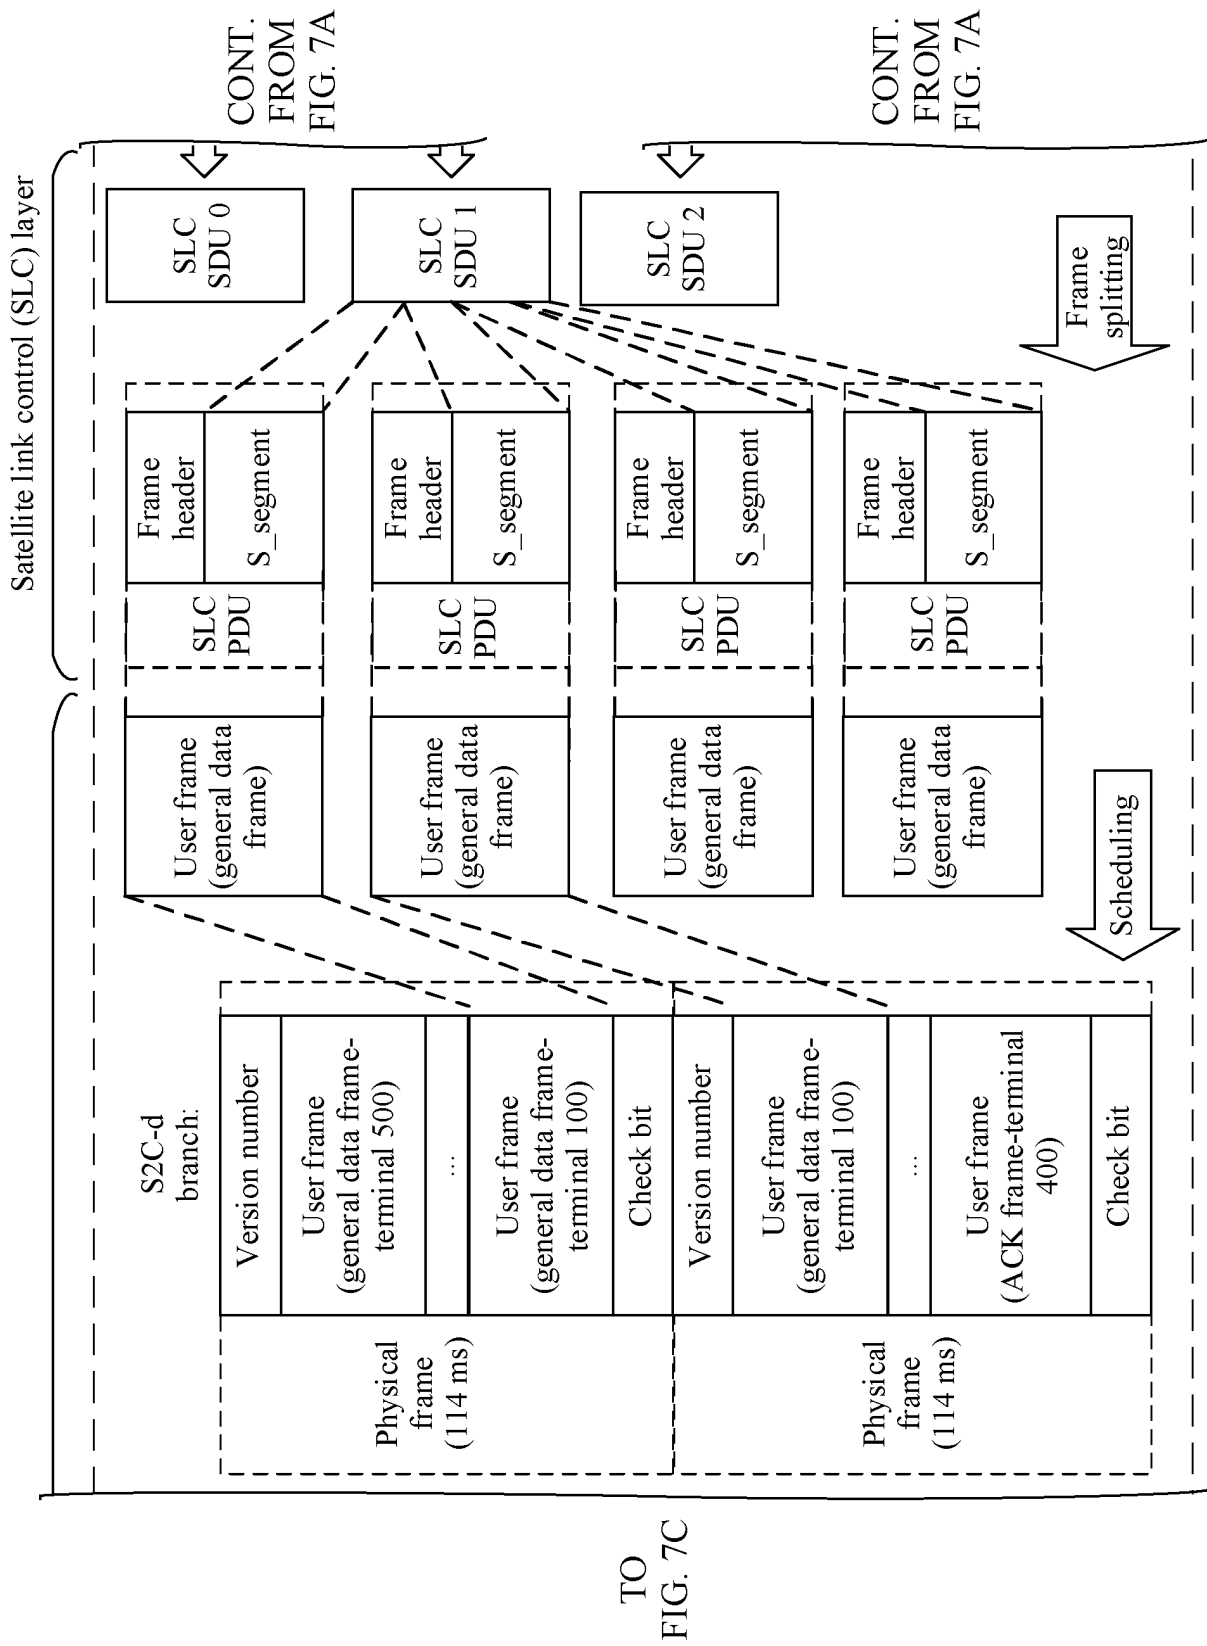 CONT.
FROM
FIG. 7A
CONT.
FROM
FIG. 7A
Satellite link control (SLC) layer
SLC
SDU 0
SLC
SDU 1
SLC
SDU 2
Frame
splitting
Frame
header
S_segment
SLC
PDU
Frame
header
S_segment
SLC
PDU
Frame
header
S_segment
SLC
PDU
Frame
header
S_segment
SLC
PDU
User frame
(general data
frame)
User frame
(general data
frame)
User frame
(general data
frame)
User frame
(general data
frame)
Scheduling
S2C-d
branch:
Version number
User frame
(general data frame-
terminal 500)
...
User frame
(general data frame-
terminal 100)
Check bit
Version number
User frame
(general data frame-
terminal 100)
...
User frame
(ACK frame-terminal
400)
Check bit
Physical
frame
(114 ms)
Physical
frame
(114 ms)
TO
FIG. 7C